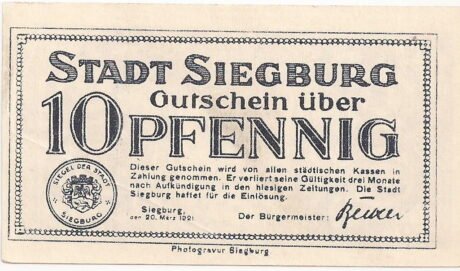 STADT SIEGBURG
Gutschein über
10 PFENNIG
SIEGEL DER STADT
SIEGBURG
Dieser Gutschein wird von allen städtischen Kassen in
Zahlung genommen. Er verliert seine Gültigkeit drei Monate
nach Aufkündigung in den hiesigen Zeitungen. Die Stadt
Siegburg haftet für die Einlösung.
Siegburg,
den 20. März 1921.
Der Bürgermeister:
Photogravur Siegburg